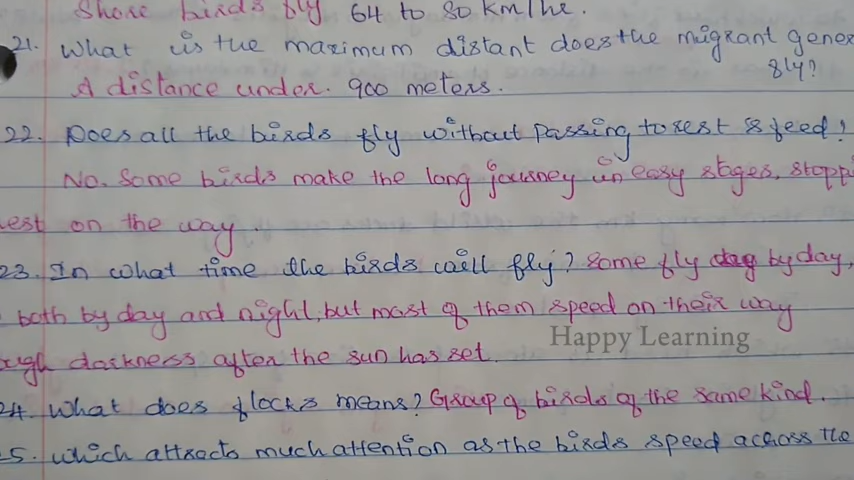 Shore birds fly 64 to 80 km/he.
21. What is the maximum distant does the migrant gener
ally?
A distance under. 900 meters.
22. Does all the birds fly without passing to rest & feed?
No. Some birds make the long journey in easy stages, stopp
est on the way.
23. In what time the birds will fly? Some fly day by day,
both by day and night, but most of them speed on their way
Happy Learning
ough darkness after the sun has set.
24. What does flocks means? Group of birds of the same kind.
5. which attracts much attention as the birds speed across the